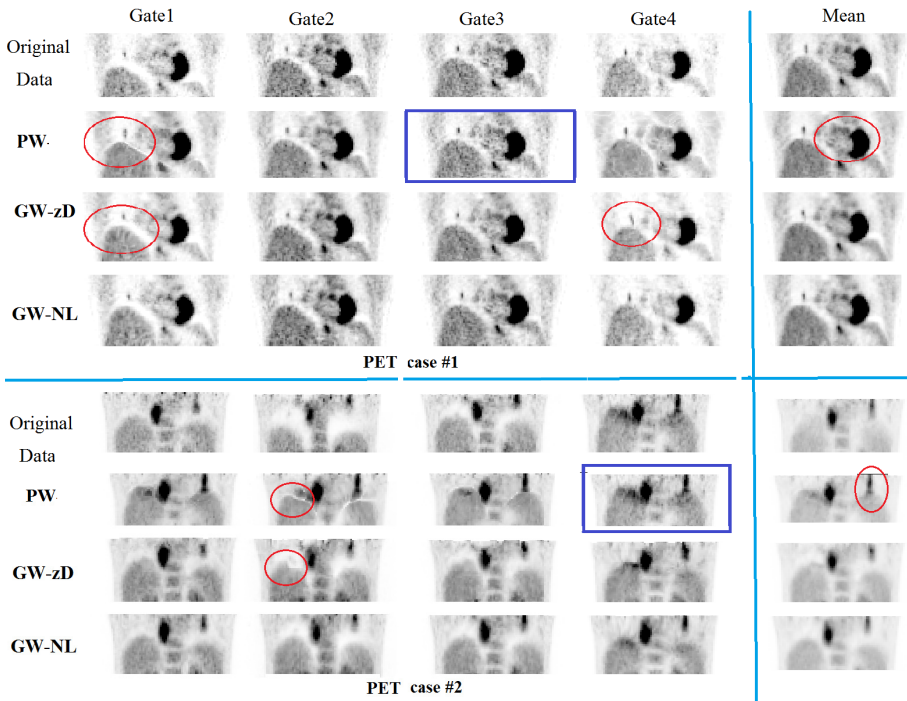 Gate1 Gate2 Gate3 Gate4 Mean
Original
Data
PW.
GW-zD
GW-NL
PET case #1
Original
Data
PW.
GW-zD
GW-NL
PET case #2